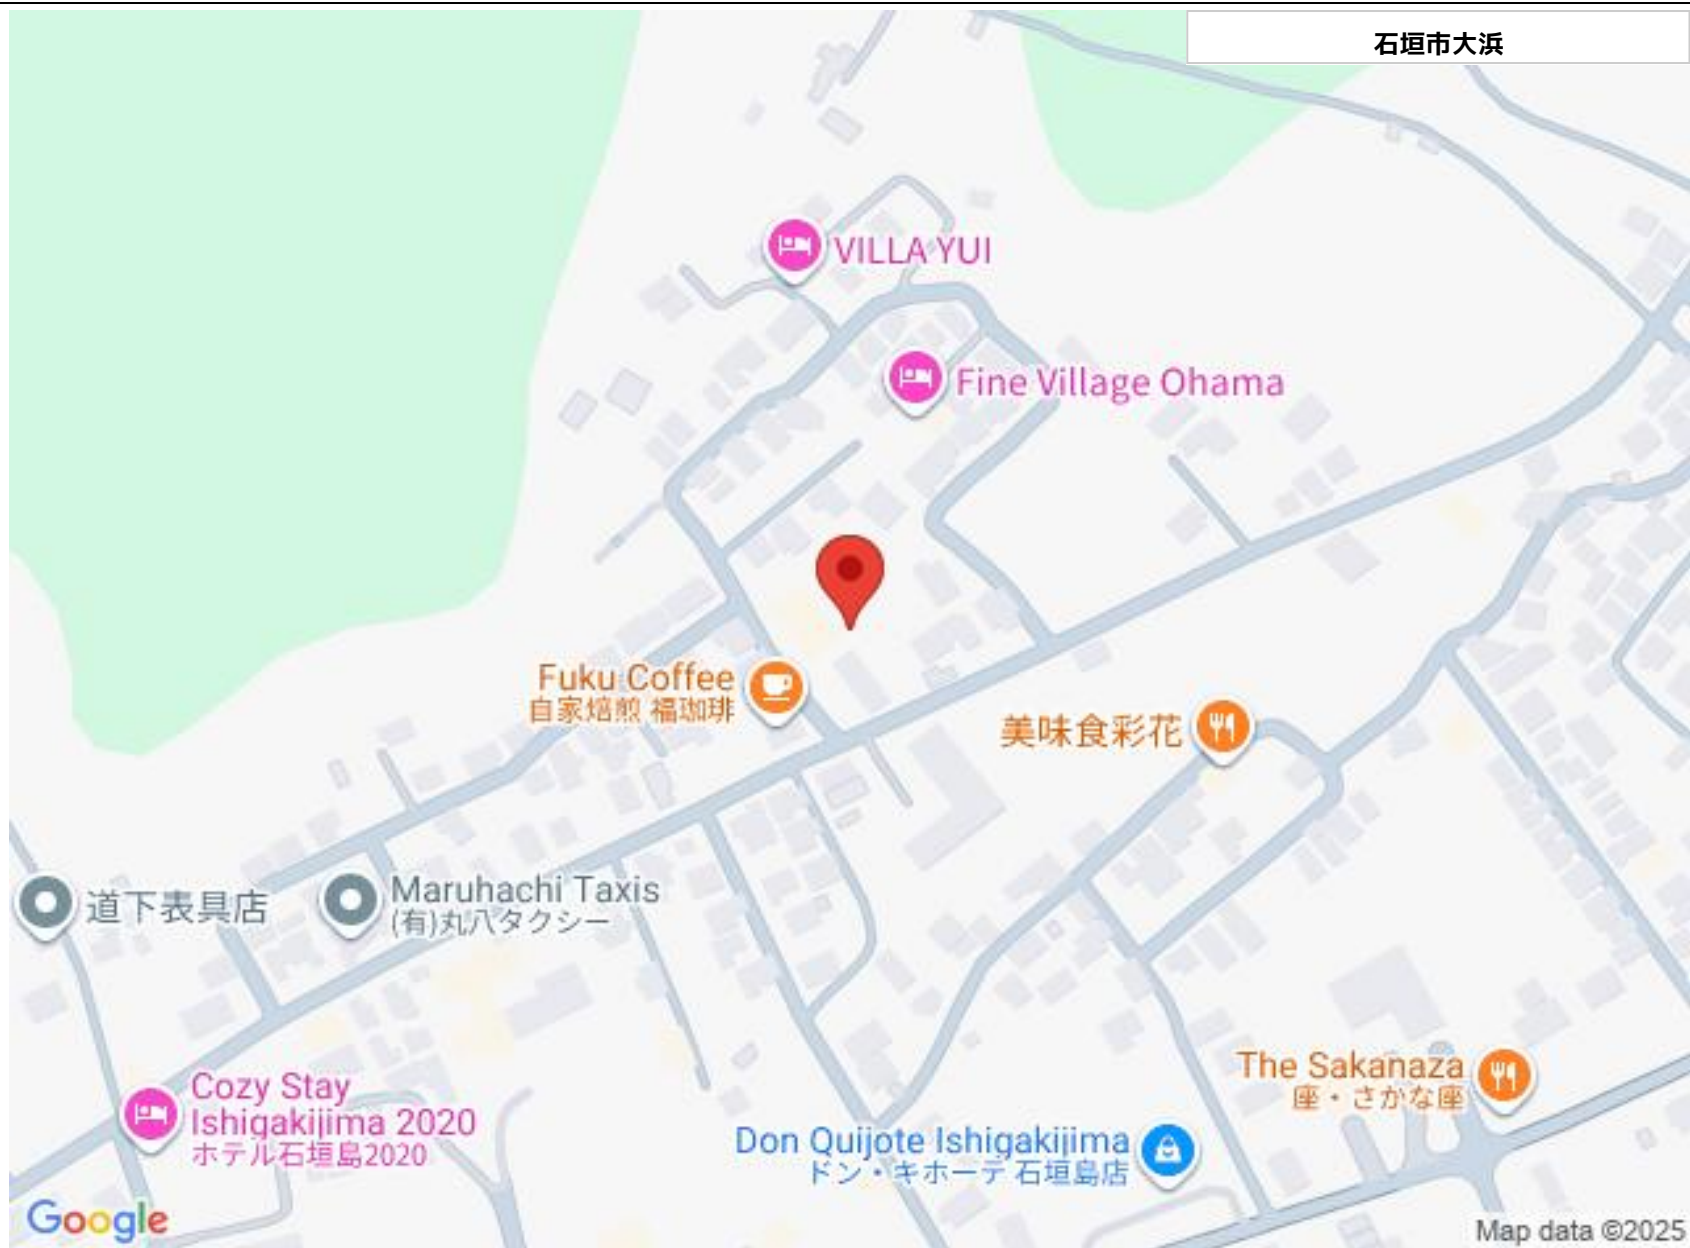 石垣市大浜
VILLA YUI
Fine Village Ohama
Fuku Coffee
自家焙煎 福珈琲
美味食彩花
道下表具店
Maruhachi Taxis
(有)丸八タクシー
Cozy Stay
Ishigakijima 2020
ホテル石垣島2020
The Sakanaza
座・さかな座
Don Quijote Ishigakijima
ドン・キホーテ 石垣島店
Google
Map data ©2025